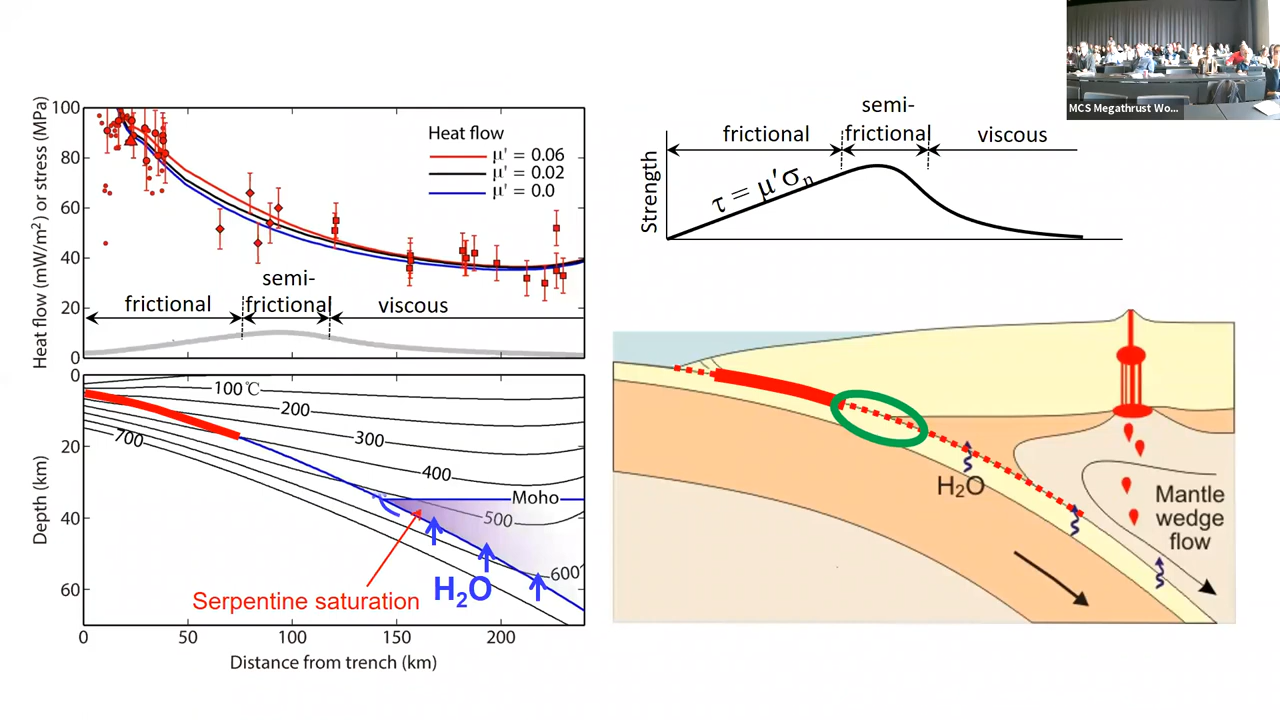 MCS Megathrust Wo...
Heat flow (mW/m²) or stress (MPa)
100
80
60
40
20
0
Heat flow
μ' = 0.06
μ' = 0.02
μ' = 0.0
semi-
frictional frictional viscous
Depth (km)
0
20
40
60
100℃
200
300
400
500
600
700
Moho
Serpentine saturation
H₂O
0 50 100 150 200
Distance from trench (km)
semi-
frictional frictional viscous
Strength
τ = μ'σₙ
H₂O
Mantle
wedge
flow